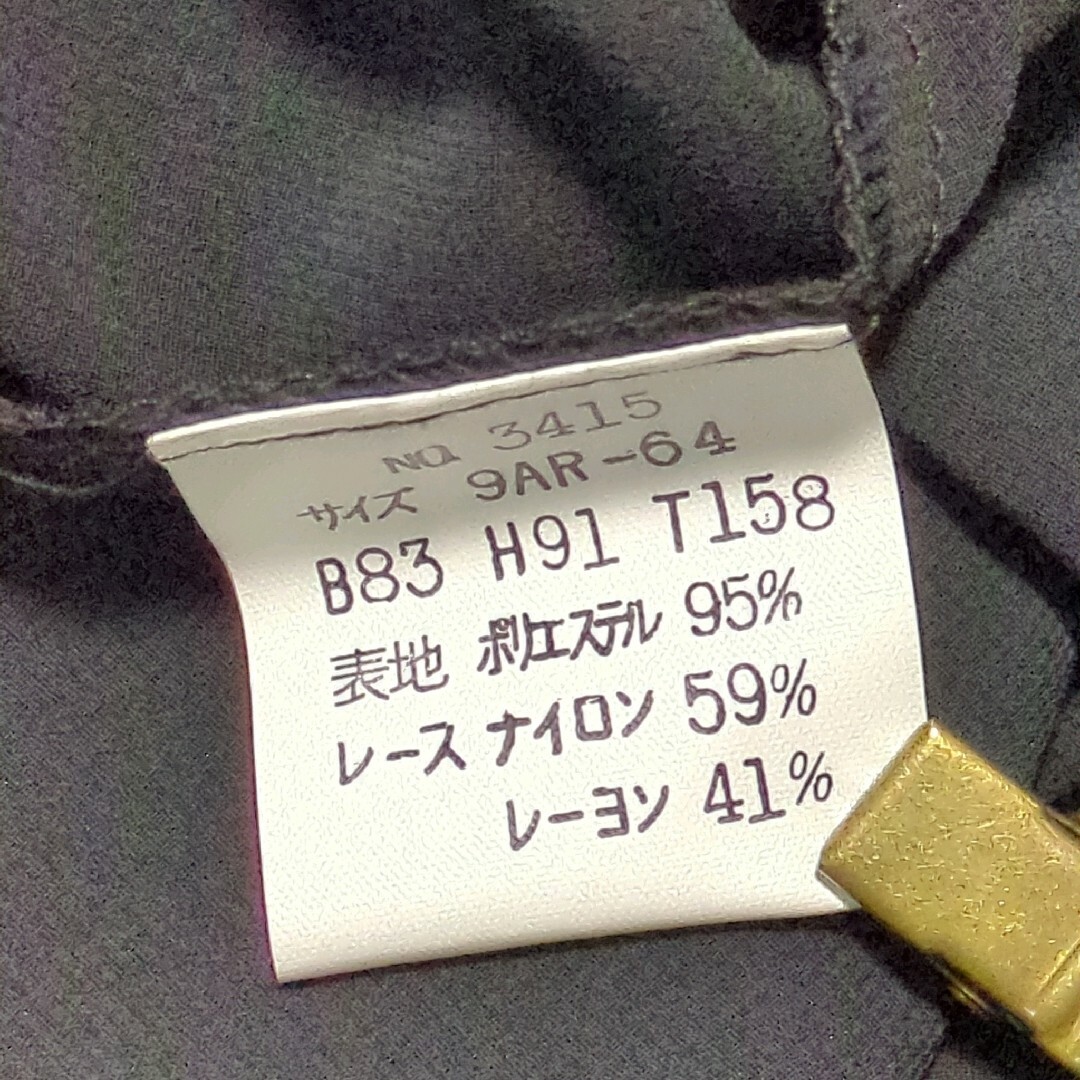 NO. 3415
サイズ 9AR-64
B83 H91 T158
表地 ポリエステル 95%
レース ナイロン 59%
レーヨン 41%